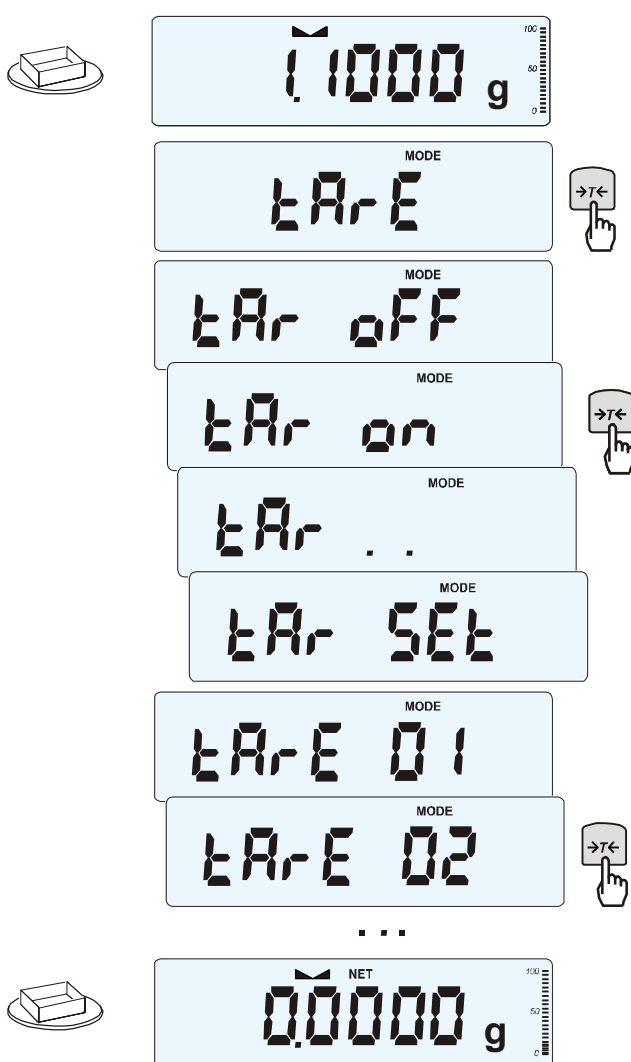 100
1.1000 g
50
0
MODE
tArE
→T←
MODE
tAr oFF
MODE
tAr on
→T←
MODE
tAr . .
MODE
tAr SEt
MODE
tArE 01
MODE
tArE 02
→T←
...
NET
100
0.0000 g
50
0